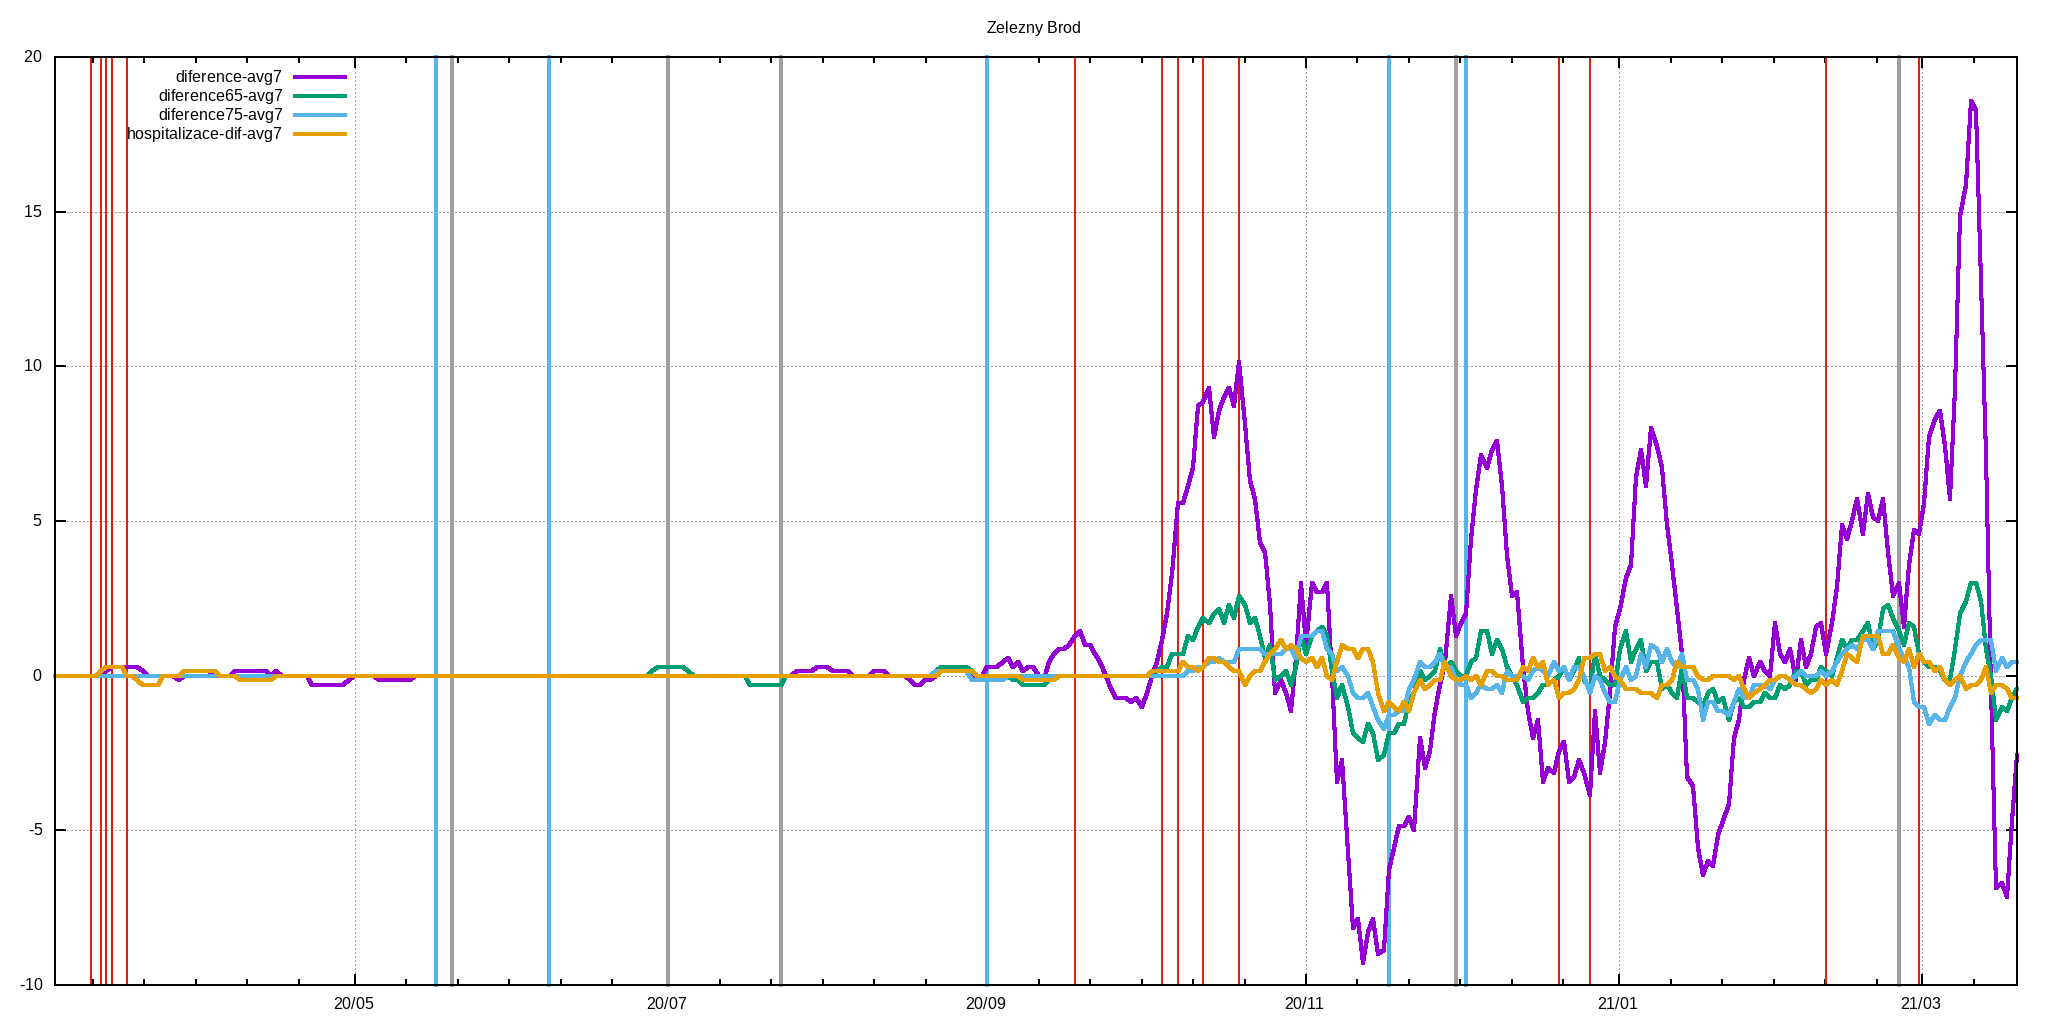 Zelezny Brod
20
diference-avg7
diference65-avg7
diference75-avg7
hospitalizace-dif-avg7
15
10
5
0
-5
-10
20/05 20/07 20/09 20/11 21/01 21/03